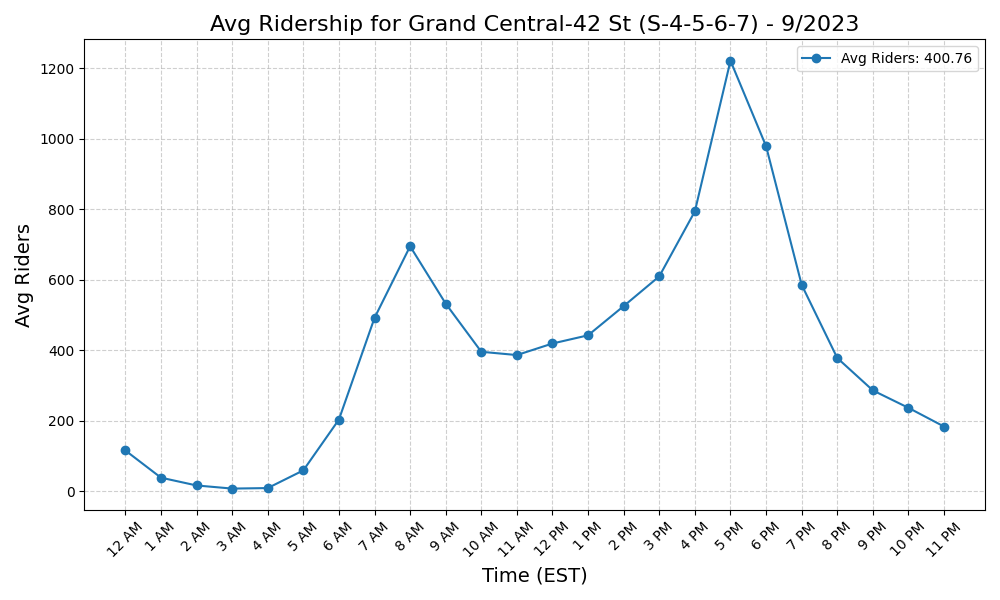 Avg Ridership for Grand Central-42 St (S-4-5-6-7) - 9/2023
Avg Riders: 400.76
Avg Riders
1200
1000
800
600
400
200
0
12 AM
1 AM
2 AM
3 AM
4 AM
5 AM
6 AM
7 AM
8 AM
9 AM
10 AM
11 AM
12 PM
1 PM
2 PM
3 PM
4 PM
5 PM
6 PM
7 PM
8 PM
9 PM
10 PM
11 PM
Time (EST)